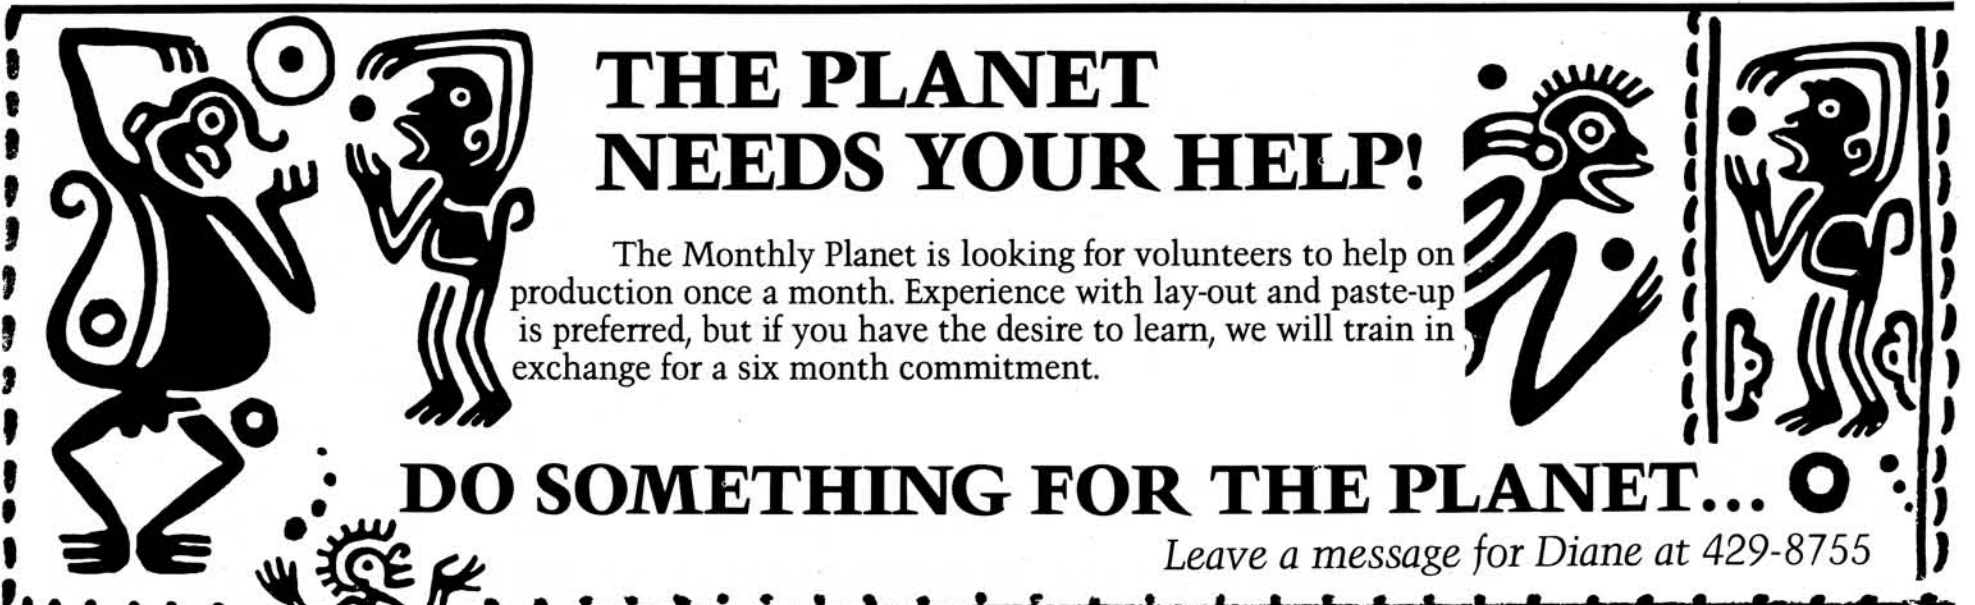 THE PLANET
NEEDS YOUR HELP!
The Monthly Planet is looking for volunteers to help on
production once a month. Experience with lay-out and paste-up
is preferred, but if you have the desire to learn, we will train in
exchange for a six month commitment.
DO SOMETHING FOR THE PLANET...
Leave a message for Diane at 429-8755